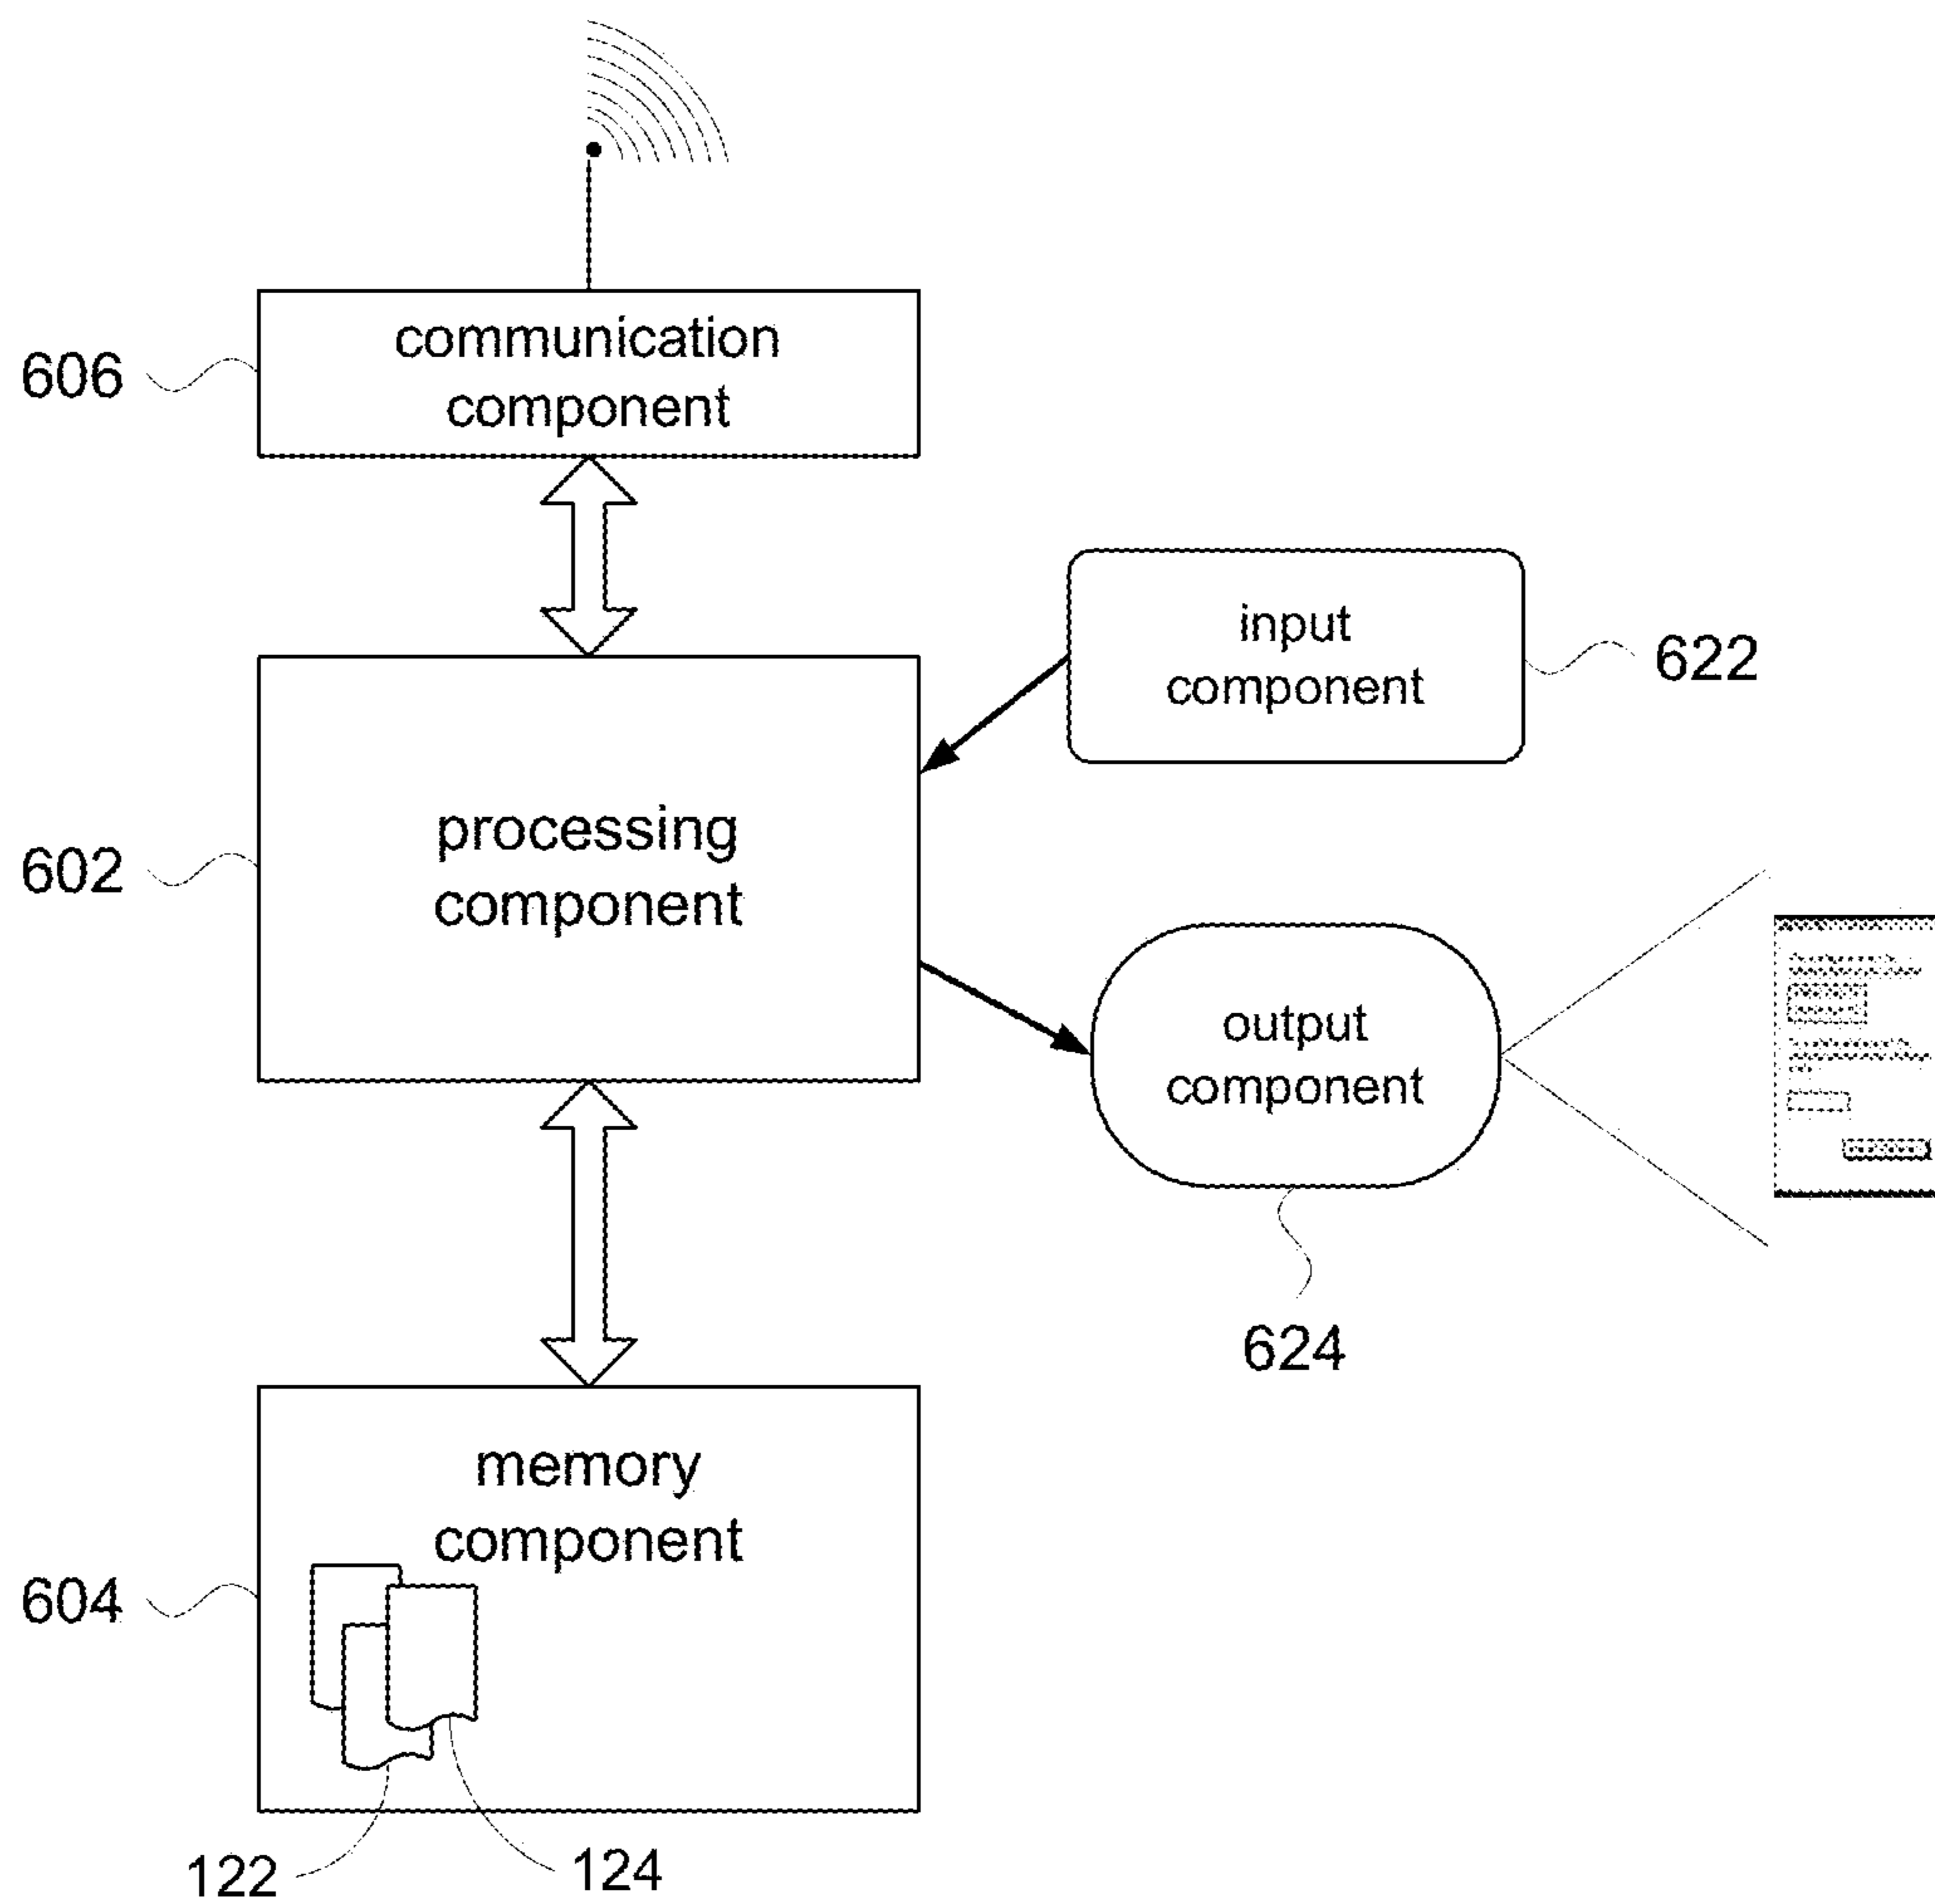 communication
component
606
input
component
622
processing
component
602
output
component
624
memory
component
604
122
124